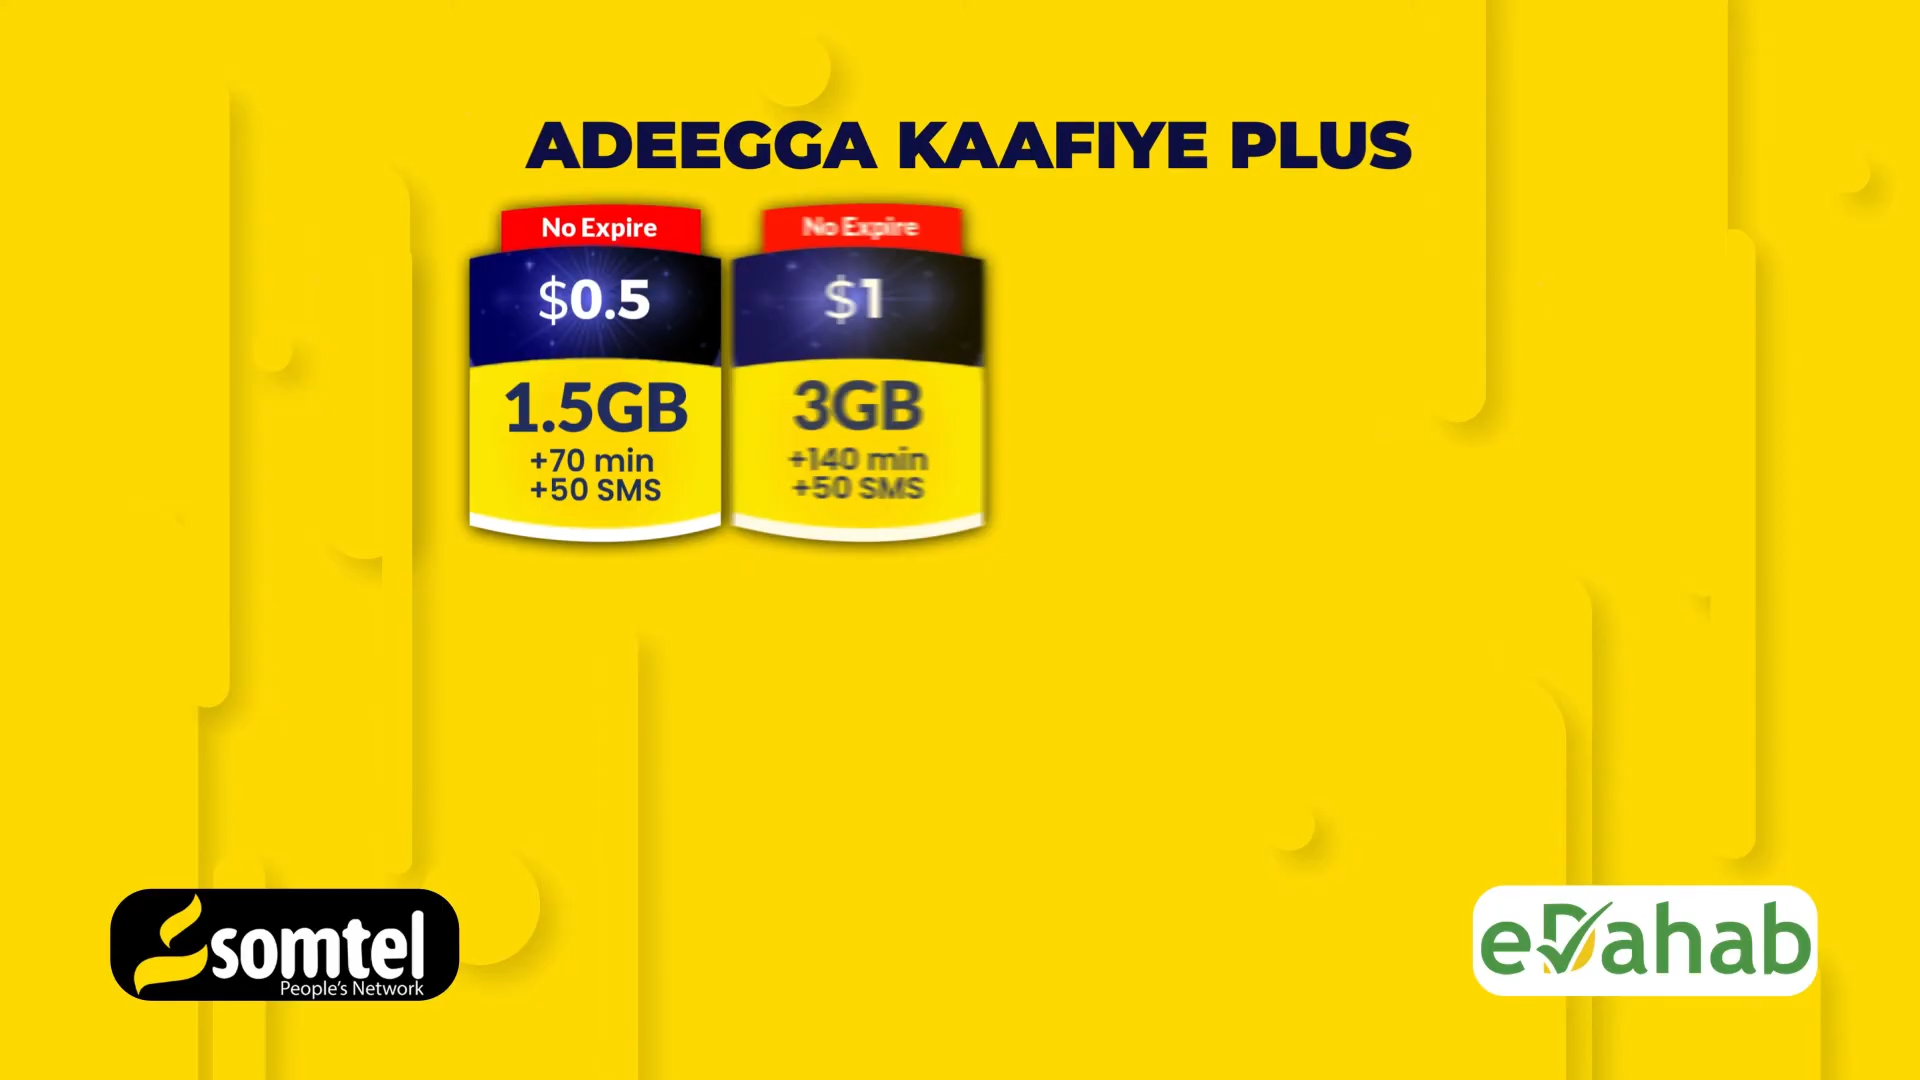 ADEEGGA KAAFIYE PLUS
No Expire
$0.5
1.5GB
+70 min
+50 SMS
No Expire
$1
3GB
+140 min
+50 SMS
somtel
People's Network
eDahab